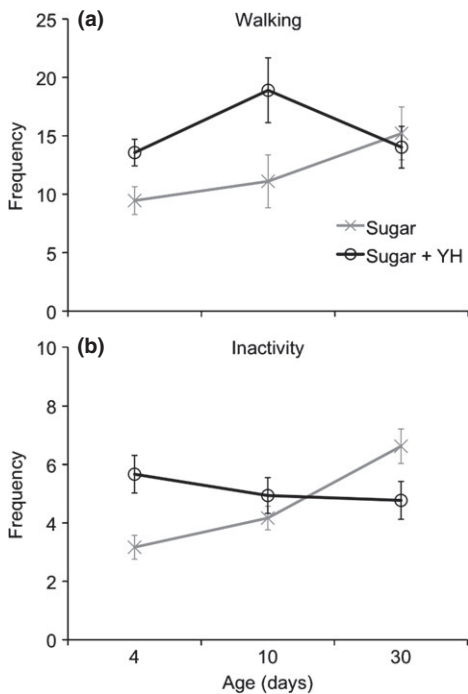 (a)
Walking
25
20
15
10
5
0
Frequency
Sugar
Sugar + YH
(b)
Inactivity
10
8
6
4
2
0
Frequency
4 10 30
Age (days)